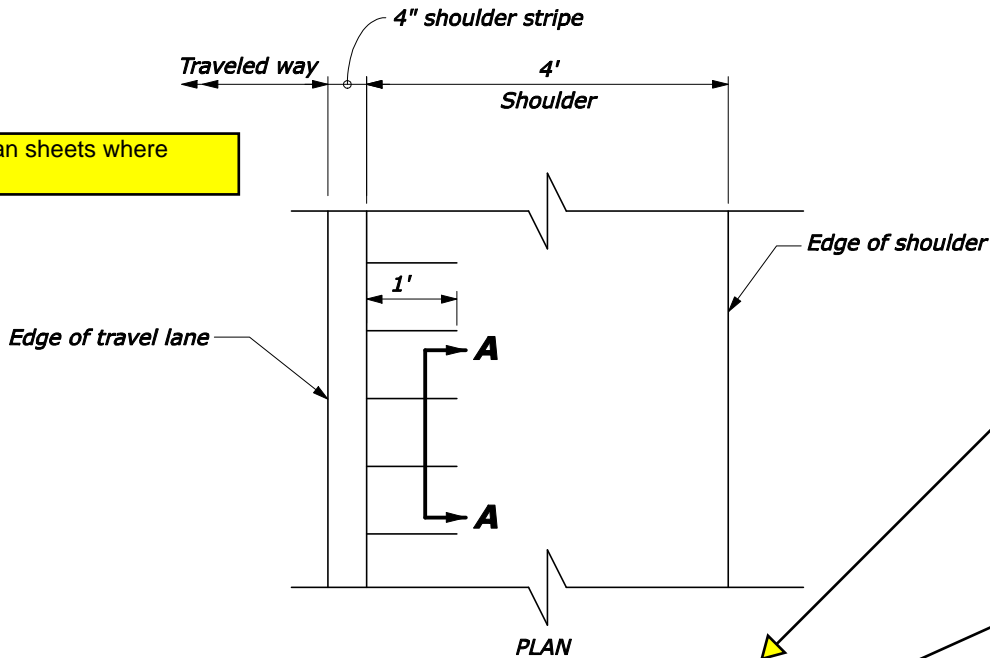 4" shoulder stripe
Traveled way
4'
Shoulder
an sheets where
Edge of shoulder
1'
Edge of travel lane
A
A
PLAN